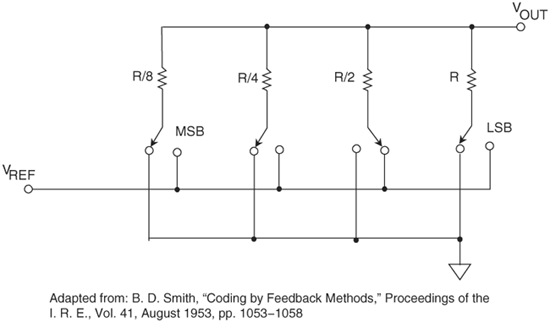 VOUT
R/8
R/4
R/2
R
MSB
LSB
VREF
Adapted from: B. D. Smith, “Coding by Feedback Methods,” Proceedings of the
I. R. E., Vol. 41, August 1953, pp. 1053−1058